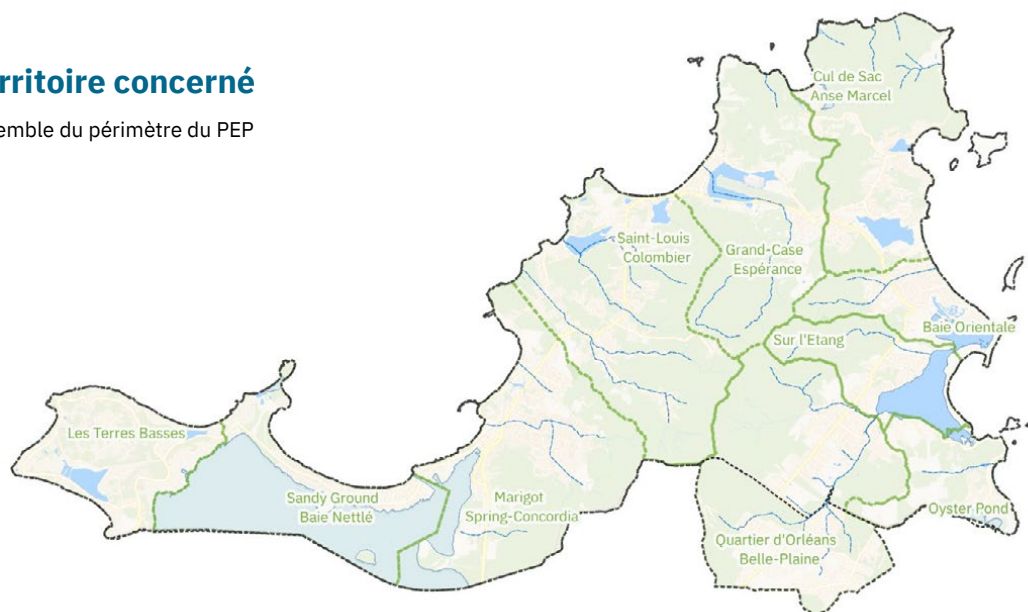 rritoire concerné
emble du périmètre du PEP
Cul de Sac
Anse Marcel
Saint-Louis
Colombier
Grand-Case
Espérance
Baie Orientale
Sur l'Etang
Les Terres Basses
Sandy Ground
Baie Nettlé
Marigot
Spring-Concordia
Oyster Pond
Quartier d'Orléans
Belle-Plaine